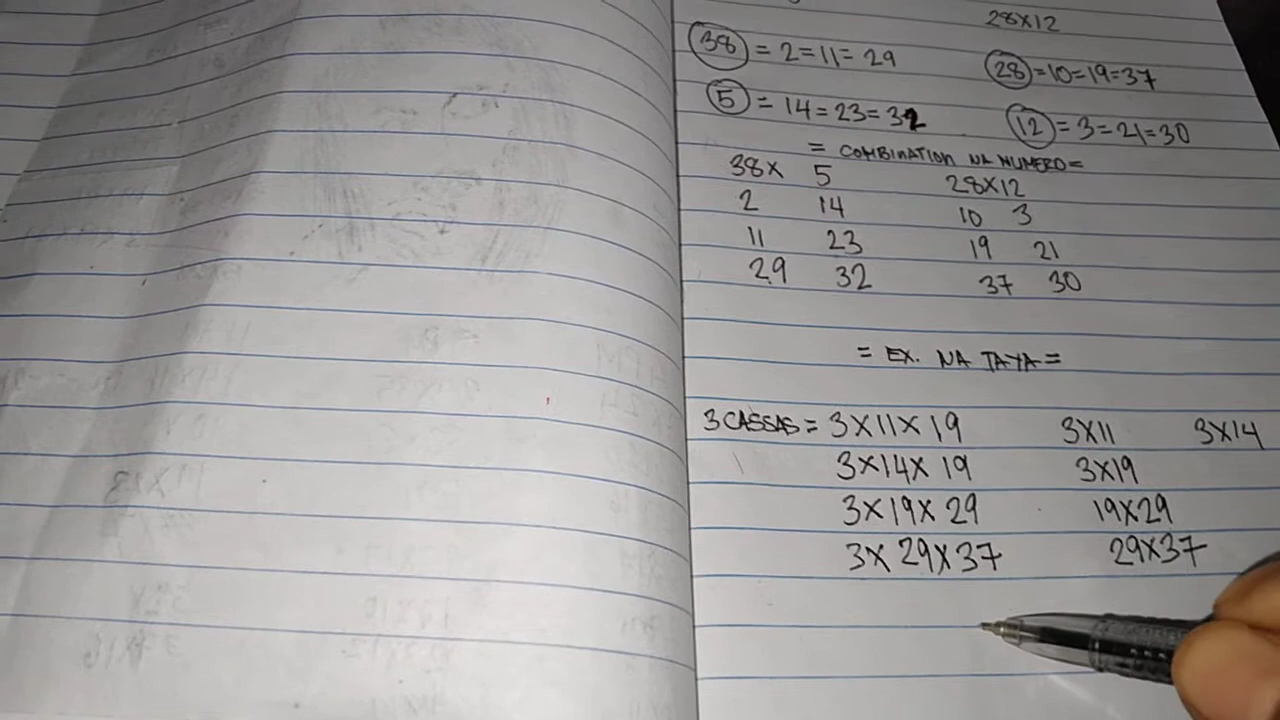 28X12
38 = 2 = 11 = 29
28 = 10 = 19 = 37
5 = 14 = 23 = 32
12 = 3 = 21 = 30
= COMBINATION NA NUMERO =
38X 5
28X12
2 14
10 3
11 23
19 21
29 32
37 30
= EX. NA TAYA =
3 CASSAS = 3X11X19 3X11 3X14
3X14X19 3X19
3X19X29 19X29
3X29X37 29X37